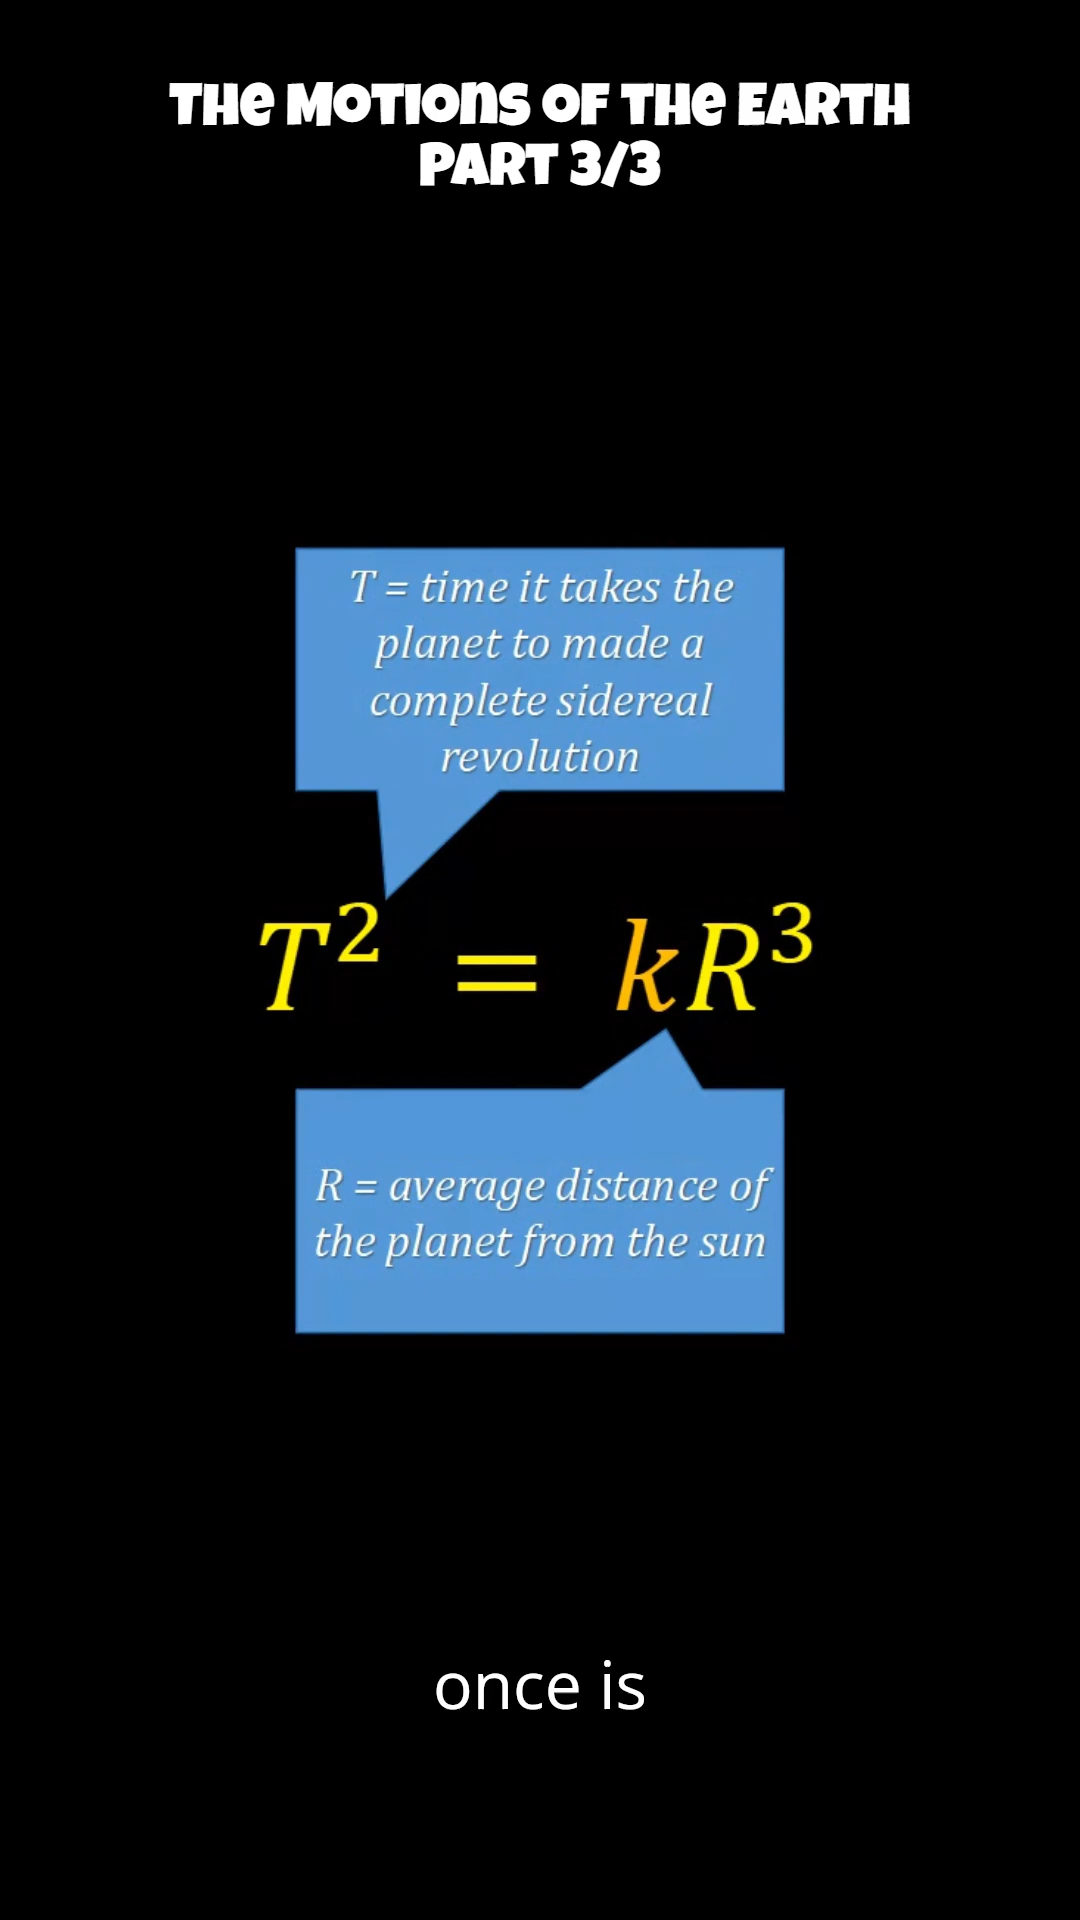 THe MOTIOnS OF THe EARTH
PART 3/3
T = time it takes the
planet to made a
complete sidereal
revolution
T² = kR³
R = average distance of
the planet from the sun
once is